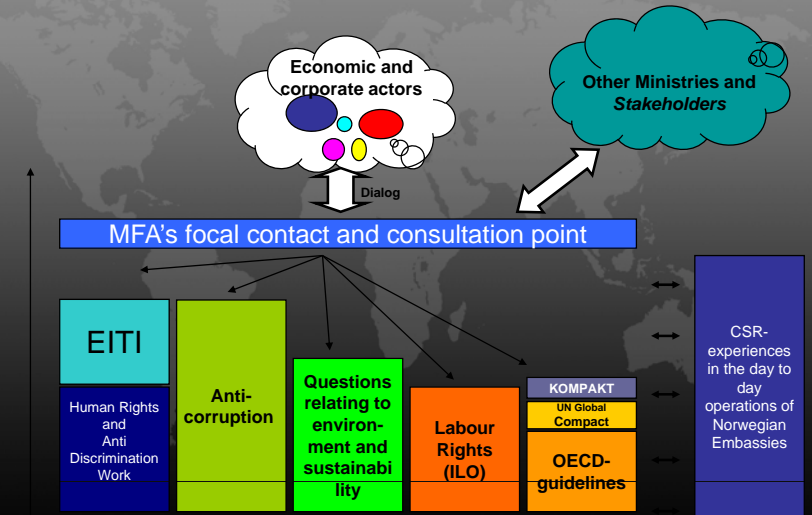 Economic and
corporate actors
Other Ministries and
Stakeholders
Dialog
MFA's focal contact and consultation point
EITI
Human Rights
and
Anti
Discrimination
Work
Anti-
corruption
Questions
relating to
environ-
ment and
sustainabi
lity
Labour
Rights
(ILO)
KOMPAKT
UN Global
Compact
OECD-
guidelines
CSR-
experiences
in the day to
day
operations of
Norwegian
Embassies